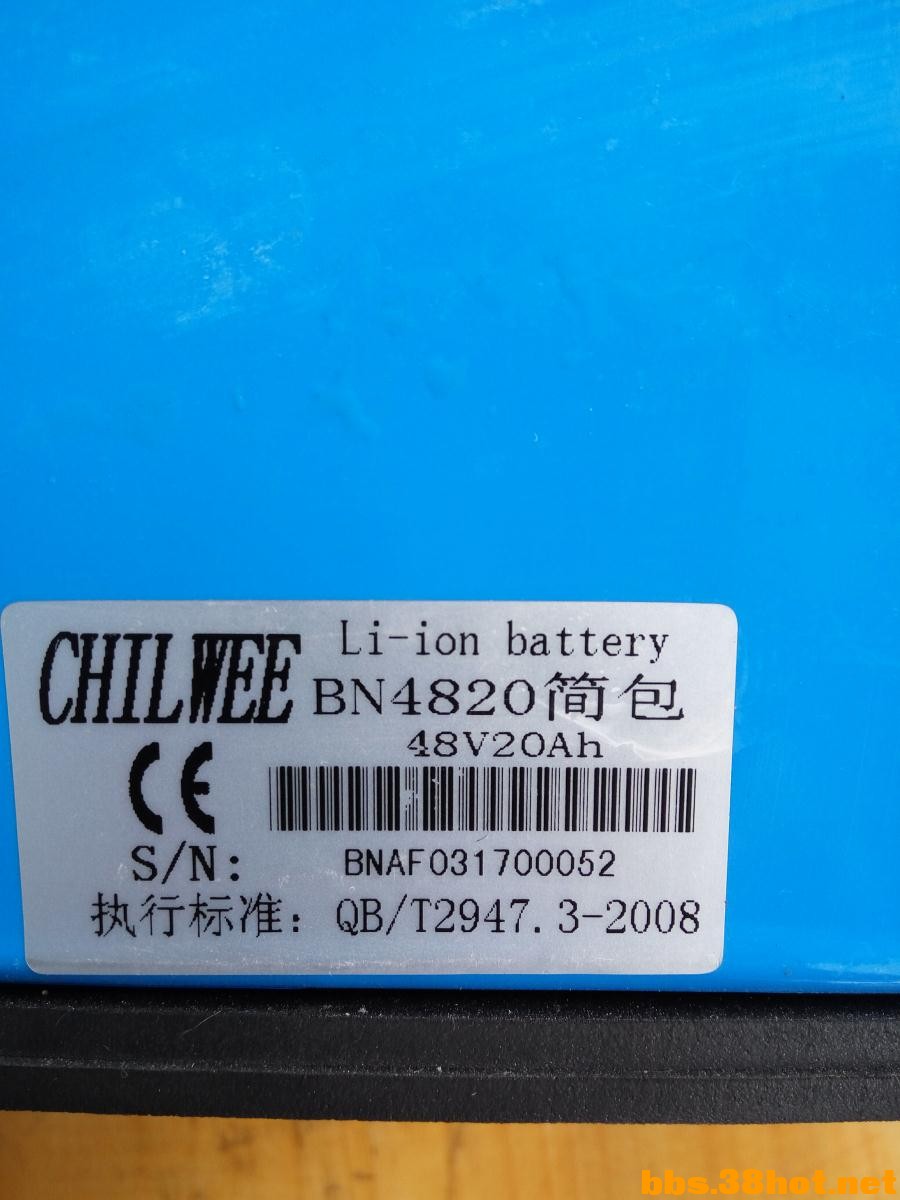 CHILWEE
Li-ion battery
BN4820简包
48V20Ah
CE
S/N: BNAF031700052
执行标准: QB/T2947.3-2008
bbs.38hot.net